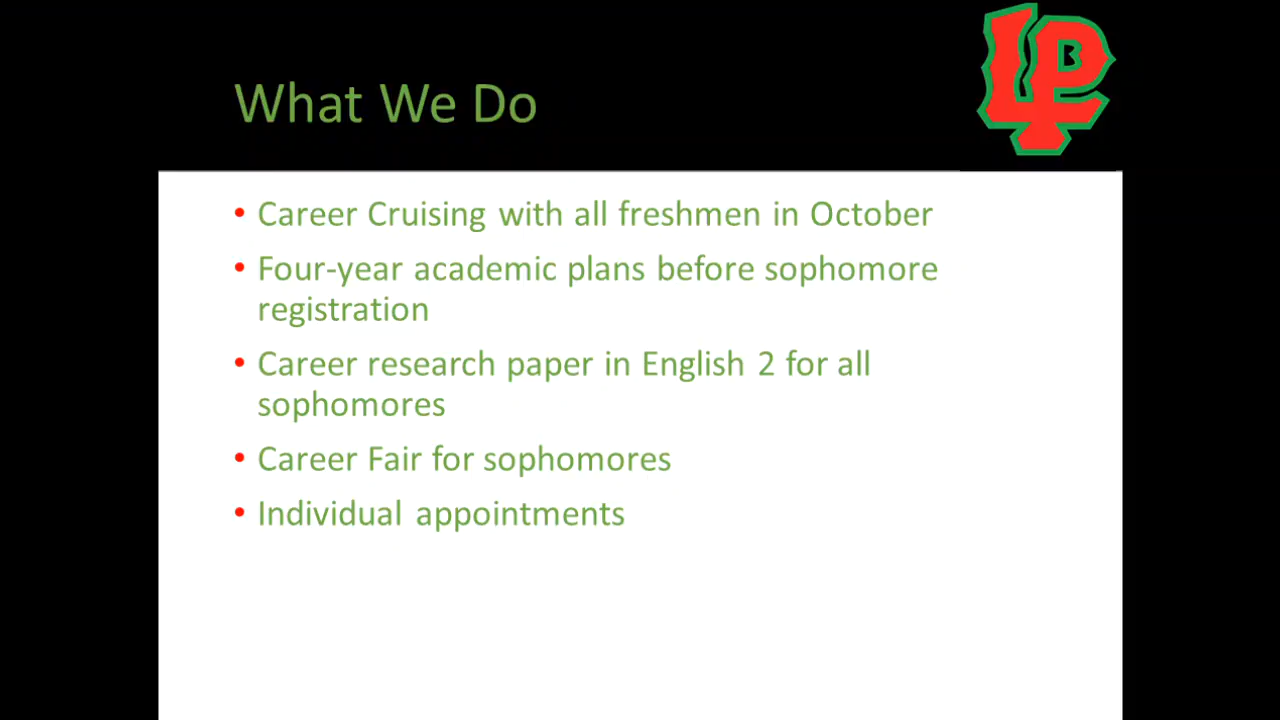 What We Do
LP
B
• Career Cruising with all freshmen in October
• Four-year academic plans before sophomore
registration
• Career research paper in English 2 for all
sophomores
• Career Fair for sophomores
• Individual appointments